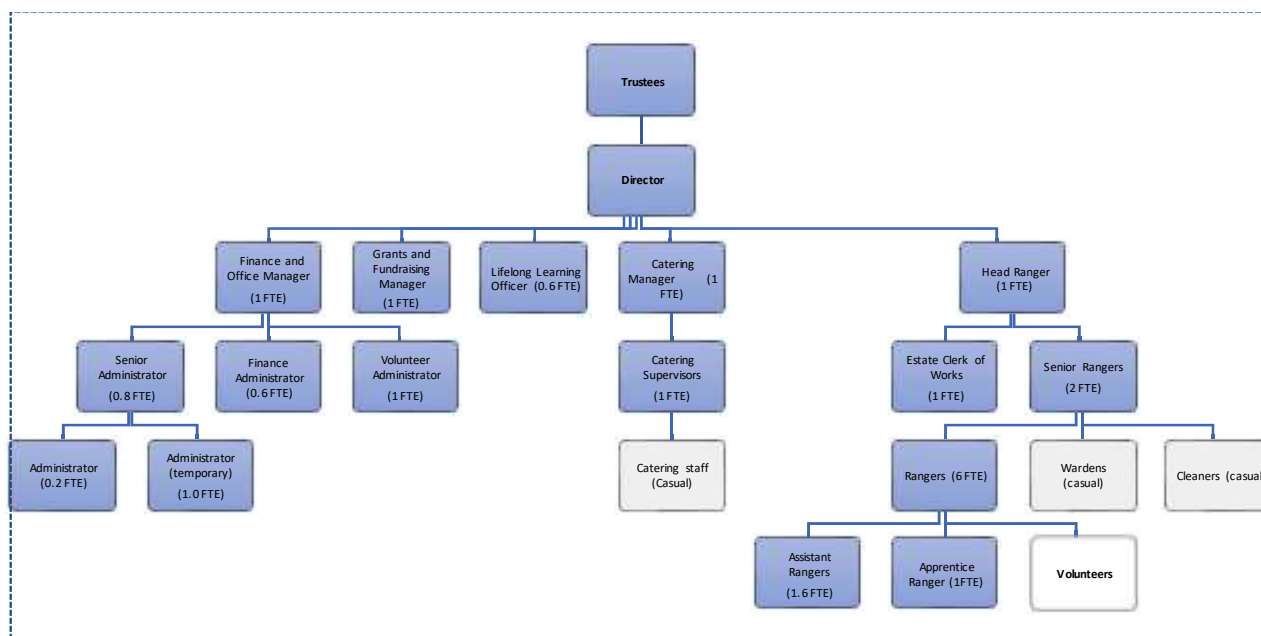 Trustees
Director
Finance and
Office Manager
(1 FTE)
Grants and
Fundraising
Manager
(1 FTE)
Lifelong Learning
Officer (0.6 FTE)
Catering
Manager (1
FTE)
Head Ranger
(1 FTE)
Senior
Administrator
(0.8 FTE)
Finance
Administrator
(0.6 FTE)
Volunteer
Administrator
(1 FTE)
Catering
Supervisors
(1 FTE)
Estate Clerk of
Works
(1 FTE)
Senior Rangers
(2 FTE)
Administrator
(0.2 FTE)
Administrator
(temporary)
(1.0 FTE)
Catering staff
(Casual)
Rangers (6 FTE)
Wardens
(casual)
Cleaners (casual
Assistant
Rangers
(1.6 FTE)
Apprentice
Ranger (1FTE)
Volunteers